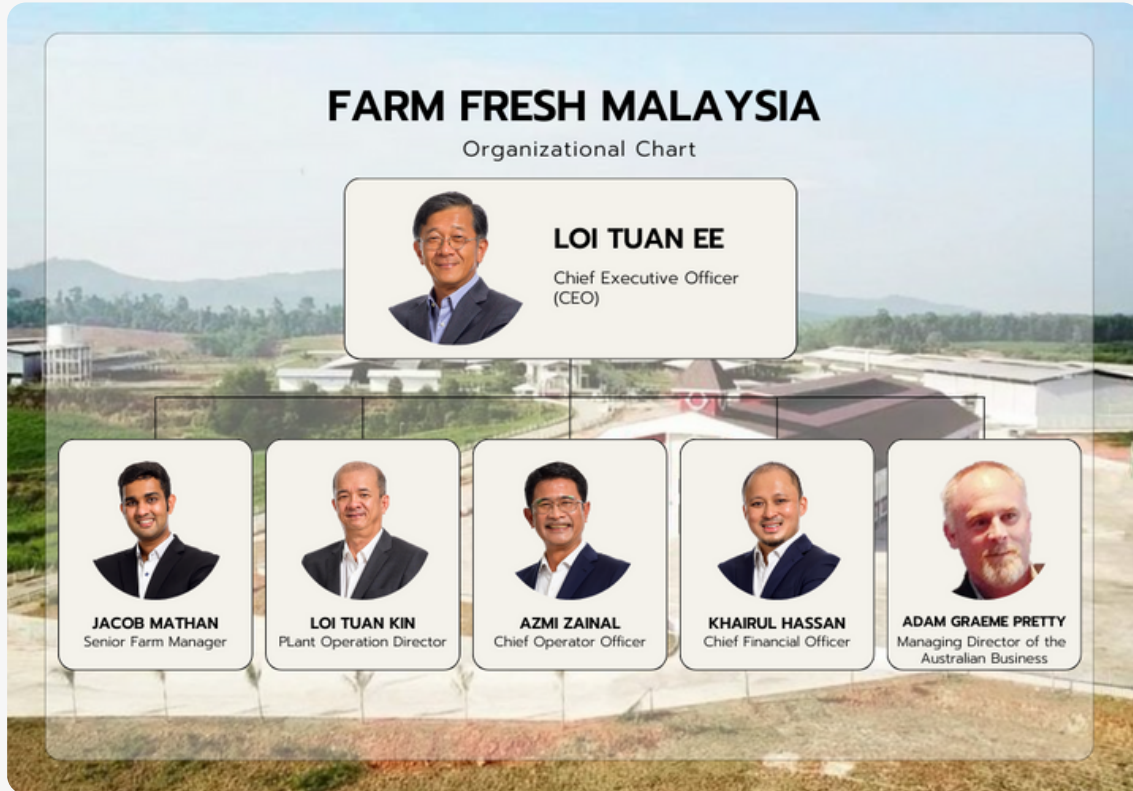 FARM FRESH MALAYSIA
Organizational Chart
LOI TUAN EE
Chief Executive Officer
(CEO)
JACOB MATHAN
Senior Farm Manager
LOI TUAN KIN
PLant Operation Director
AZMI ZAINAL
Chief Operator Officer
KHAIRUL HASSAN
Chief Financial Officer
ADAM GRAEME PRETTY
Managing Director of the
Australian Business